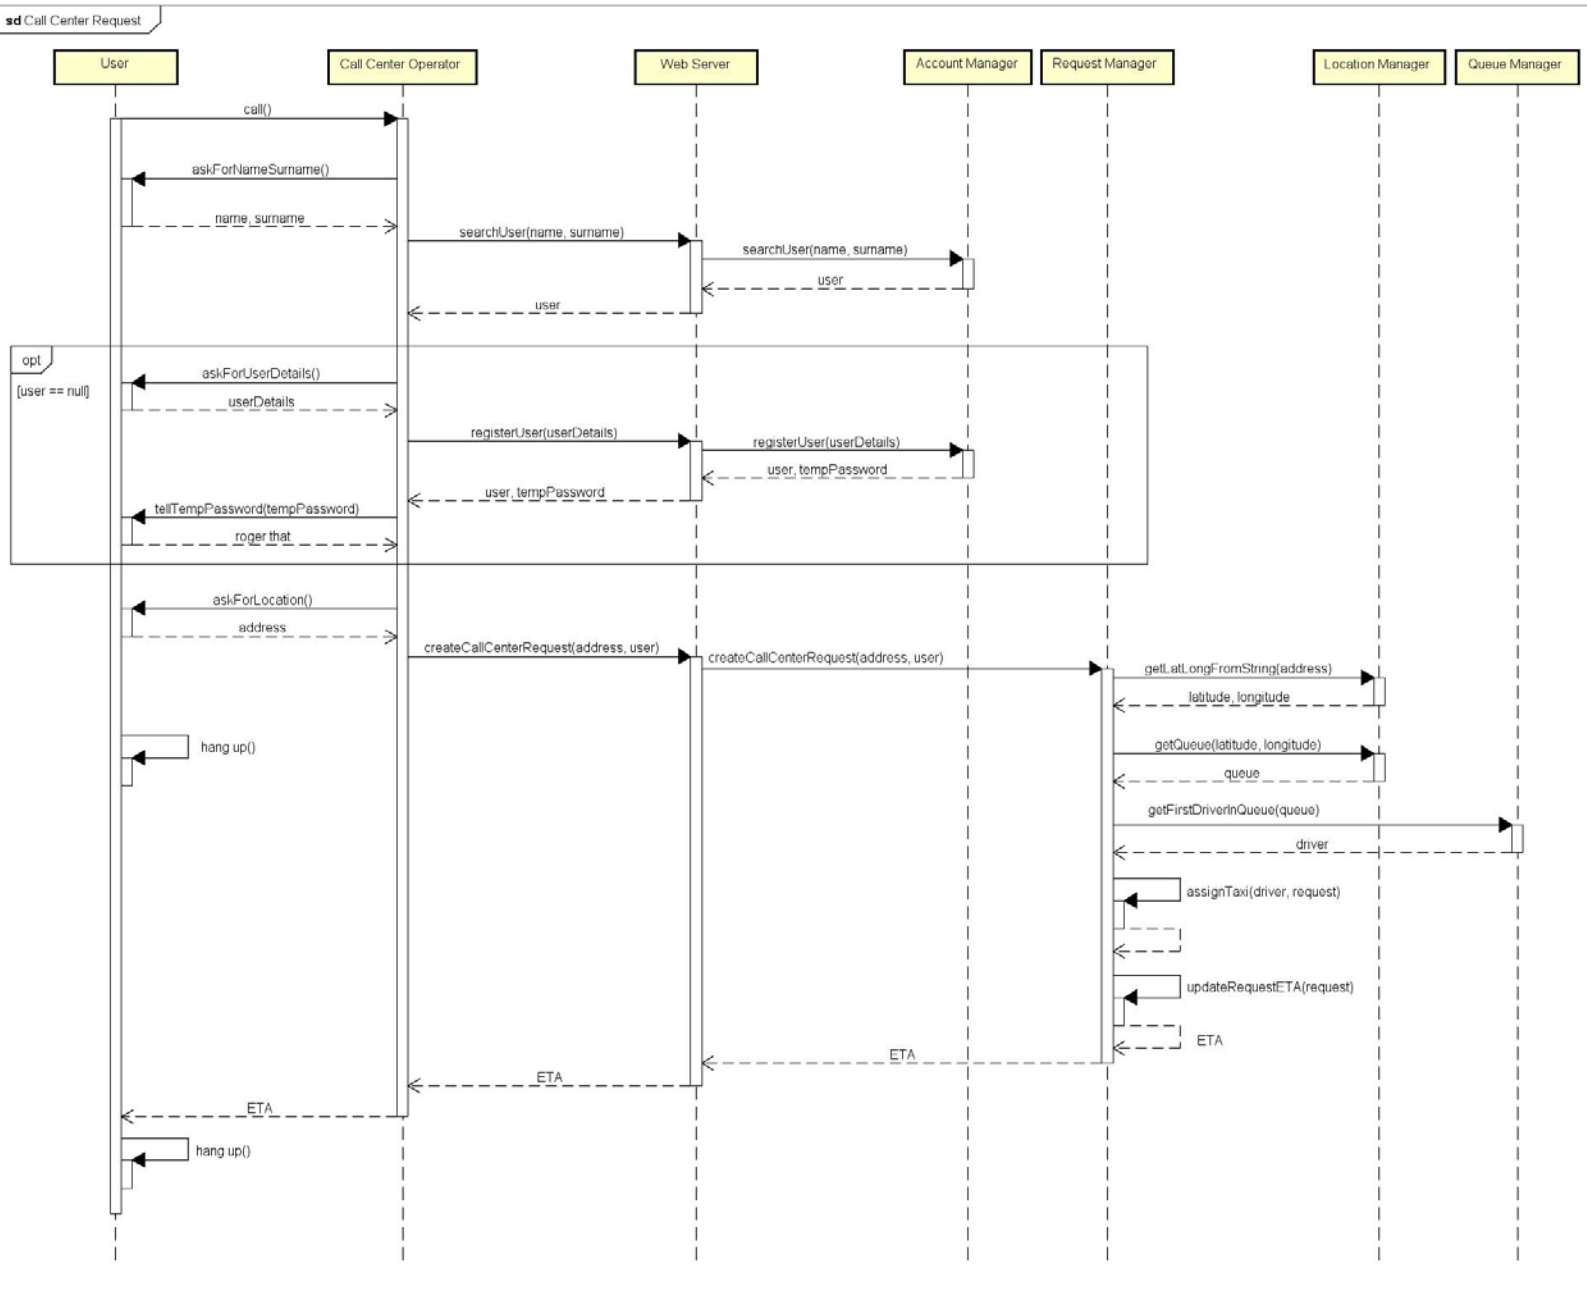 sd Call Center Request
User
Call Center Operator
Web Server
Account Manager
Request Manager
Location Manager
Queue Manager
call()
askForNameSurname()
name, surname
searchUser(name, surname)
searchUser(name, surname)
user
user
opt
[user == null]
askForUserDetails()
userDetails
registerUser(userDetails)
registerUser(userDetails)
user, tempPassword
user, tempPassword
tellTempPassword(tempPassword)
roger that
askForLocation()
address
createCallCenterRequest(address, user)
createCallCenterRequest(address, user)
getLatLongFromString(address)
latitude, longitude
hang up()
getQueue(latitude, longitude)
queue
getFirstDriverInQueue(queue)
driver
assignTaxi(driver, request)
updateRequestETA(request)
ETA
ETA
ETA
ETA
hang up()